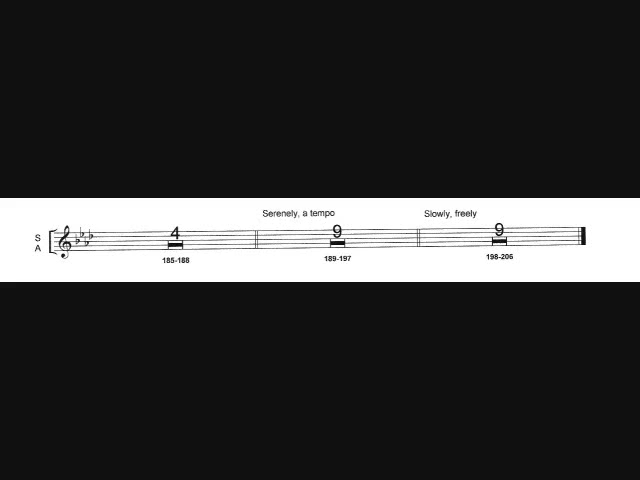 Serenely, a tempo
Slowly, freely
S
A
4
9
9
185-188
189-197
198-206